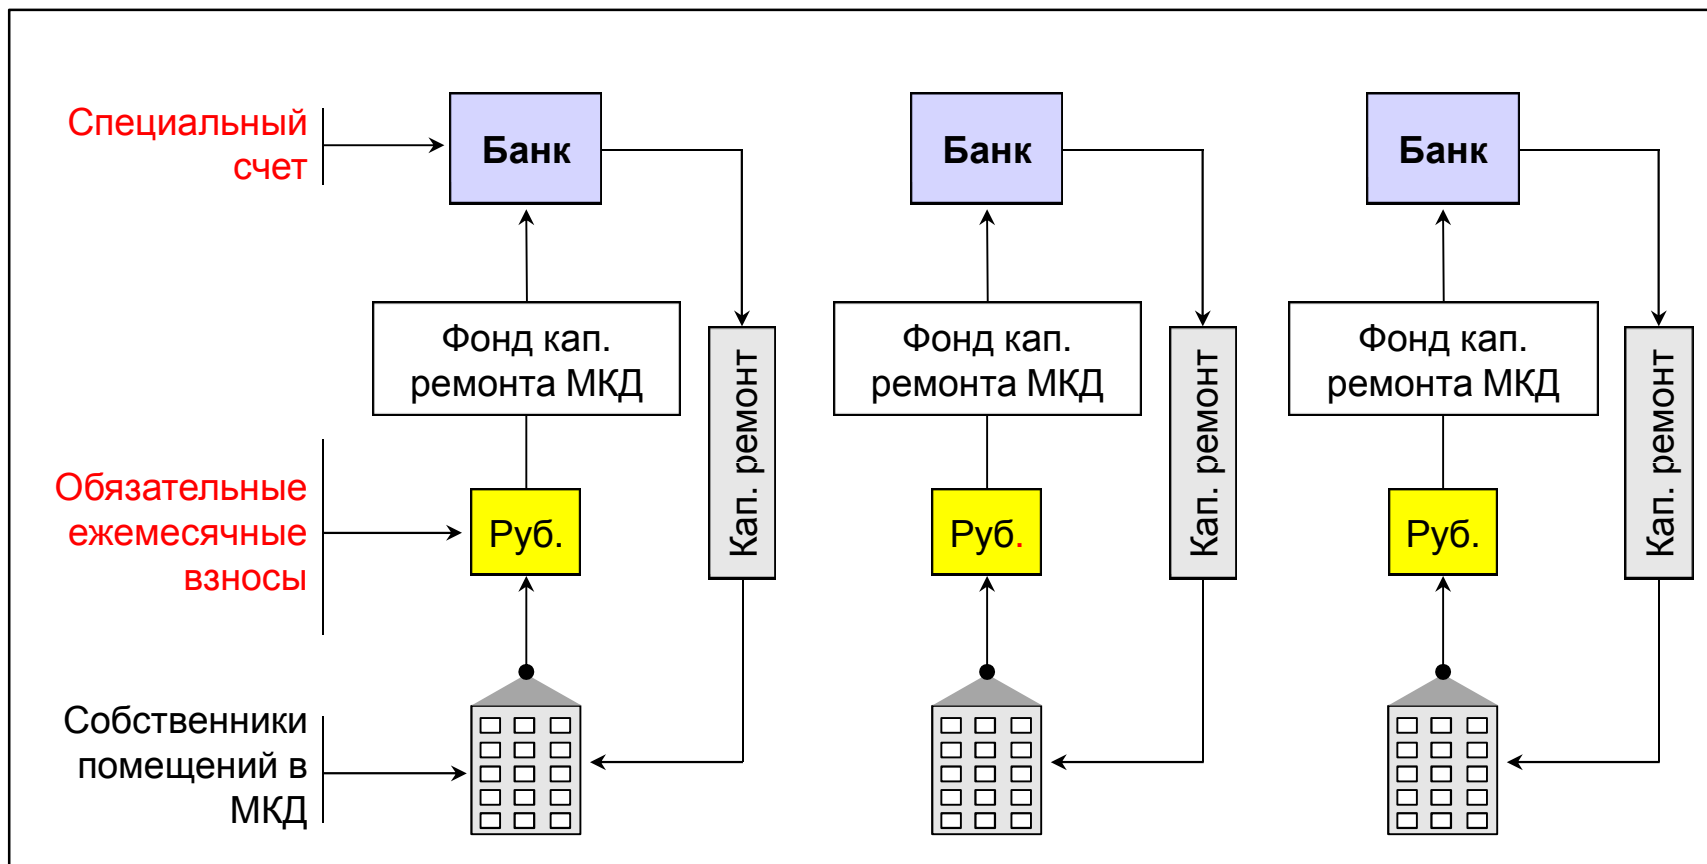 Специальный
счет
Банк
Банк
Банк
Фонд кап.
ремонта МКД
Фонд кап.
ремонта МКД
Фонд кап.
ремонта МКД
Кап. ремонт
Кап. ремонт
Кап. ремонт
Обязательные
ежемесячные
взносы
Руб.
Руб.
Руб.
Собственники
помещений в
МКД